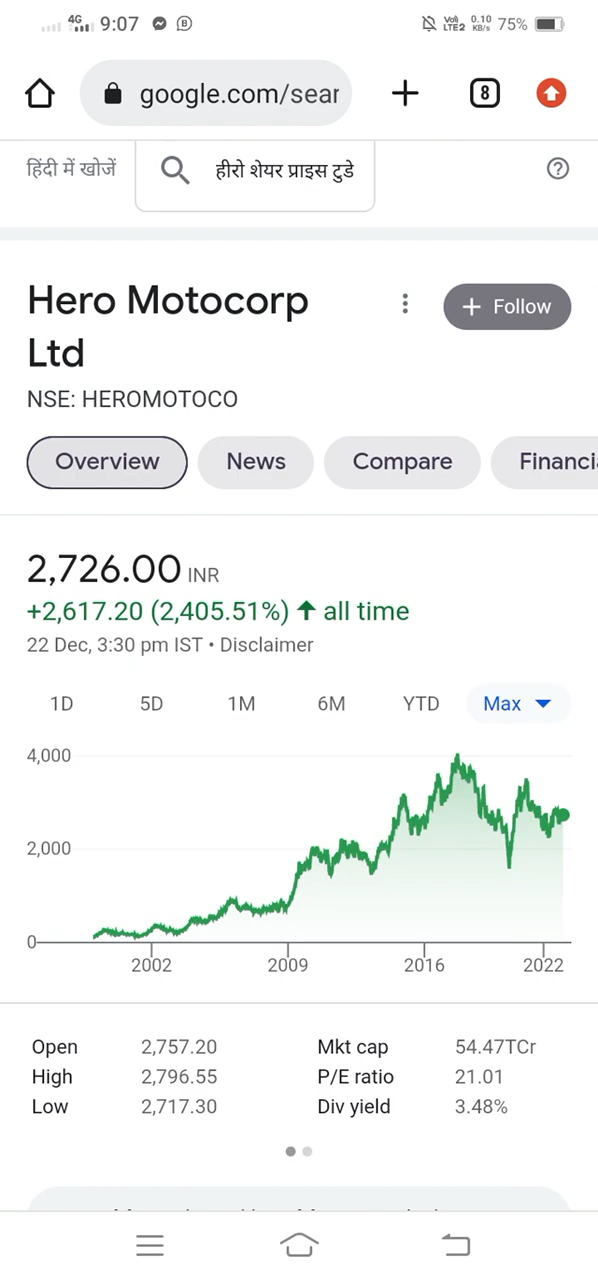 4G 9:07
Vo)) LTE2 0.10 KB/s 75%
google.com/sear
8
हिंदी में खोजें
हीरो शेयर प्राइस टुडे
Hero Motocorp
Ltd
+ Follow
NSE: HEROMOTOCO
Overview News Compare Financi
2,726.00 INR
+2,617.20 (2,405.51%) ↑ all time
22 Dec, 3:30 pm IST • Disclaimer
1D 5D 1M 6M YTD Max
4,000
2,000
0
2002 2009 2016 2022
Open 2,757.20 Mkt cap 54.47TCr
High 2,796.55 P/E ratio 21.01
Low 2,717.30 Div yield 3.48%